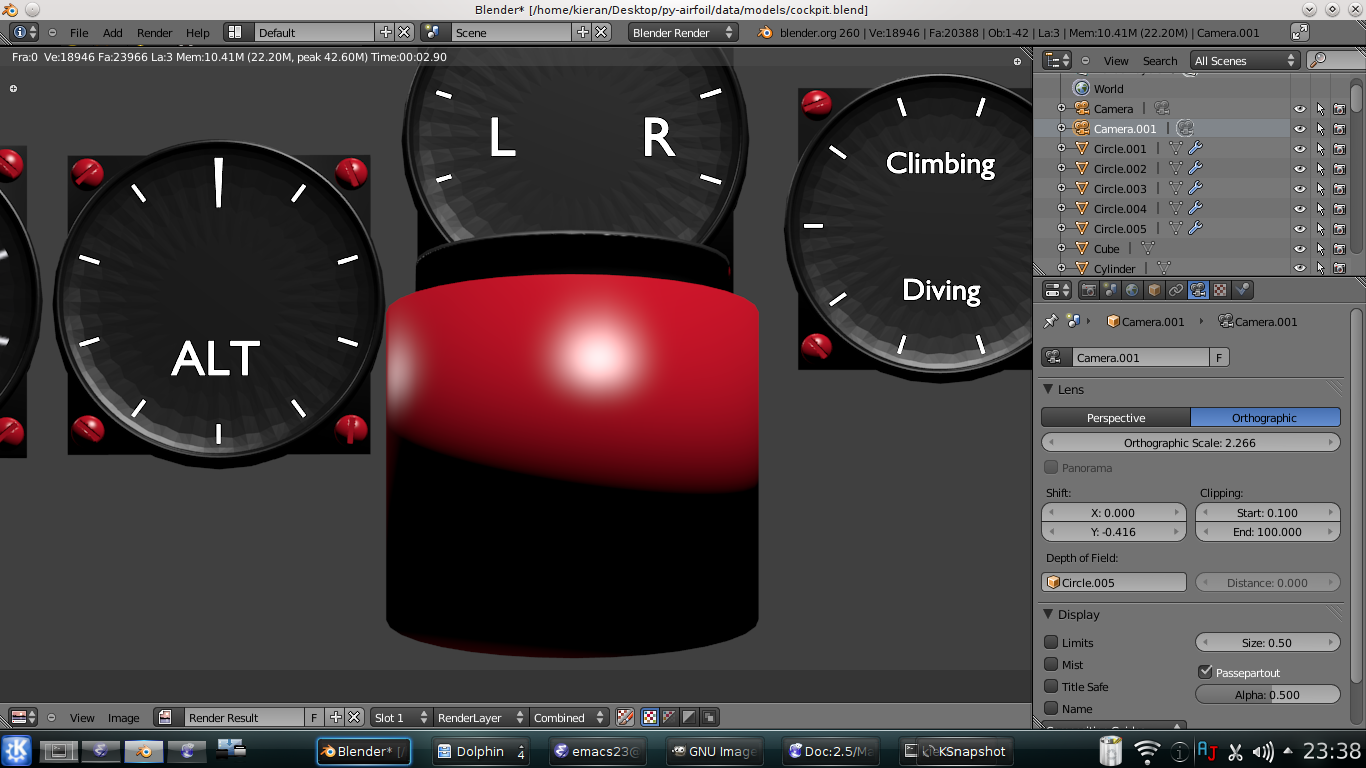 Blender* [/home/kieran/Desktop/py-airfoil/data/models/cockpit.blend]
File Add Render Help Default Scene Blender Render blender.org 260 | Ve:18946 | Fa:20388 | Ob:1-42 | La:3 | Mem:10.41M (22.20M) | Camera.001
Fra:0 Ve:18946 Fa:23966 La:3 Mem:10.41M (22.20M, peak 42.60M) Time:00:02.90
View Search All Scenes
World
Camera
Camera.001
Circle.001
Circle.002
Circle.003
Circle.004
Circle.005
Cube
Cylinder
L R
Climbing
Diving
ALT
Camera.001 Camera.001
Camera.001 F
Lens
Perspective Orthographic
Orthographic Scale: 2.266
Panorama
Shift: Clipping:
X: 0.000 Start: 0.100
Y: -0.416 End: 100.000
Depth of Field:
Circle.005 Distance: 0.000
Display
Limits Size: 0.50
Mist Passepartout
Title Safe Alpha: 0.500
Name
View Image Render Result F Slot 1 RenderLayer Combined
Blender* [/ Dolphin 4 emacs23@ GNU Image Doc:2.5/Ma KSnapshot 23:38